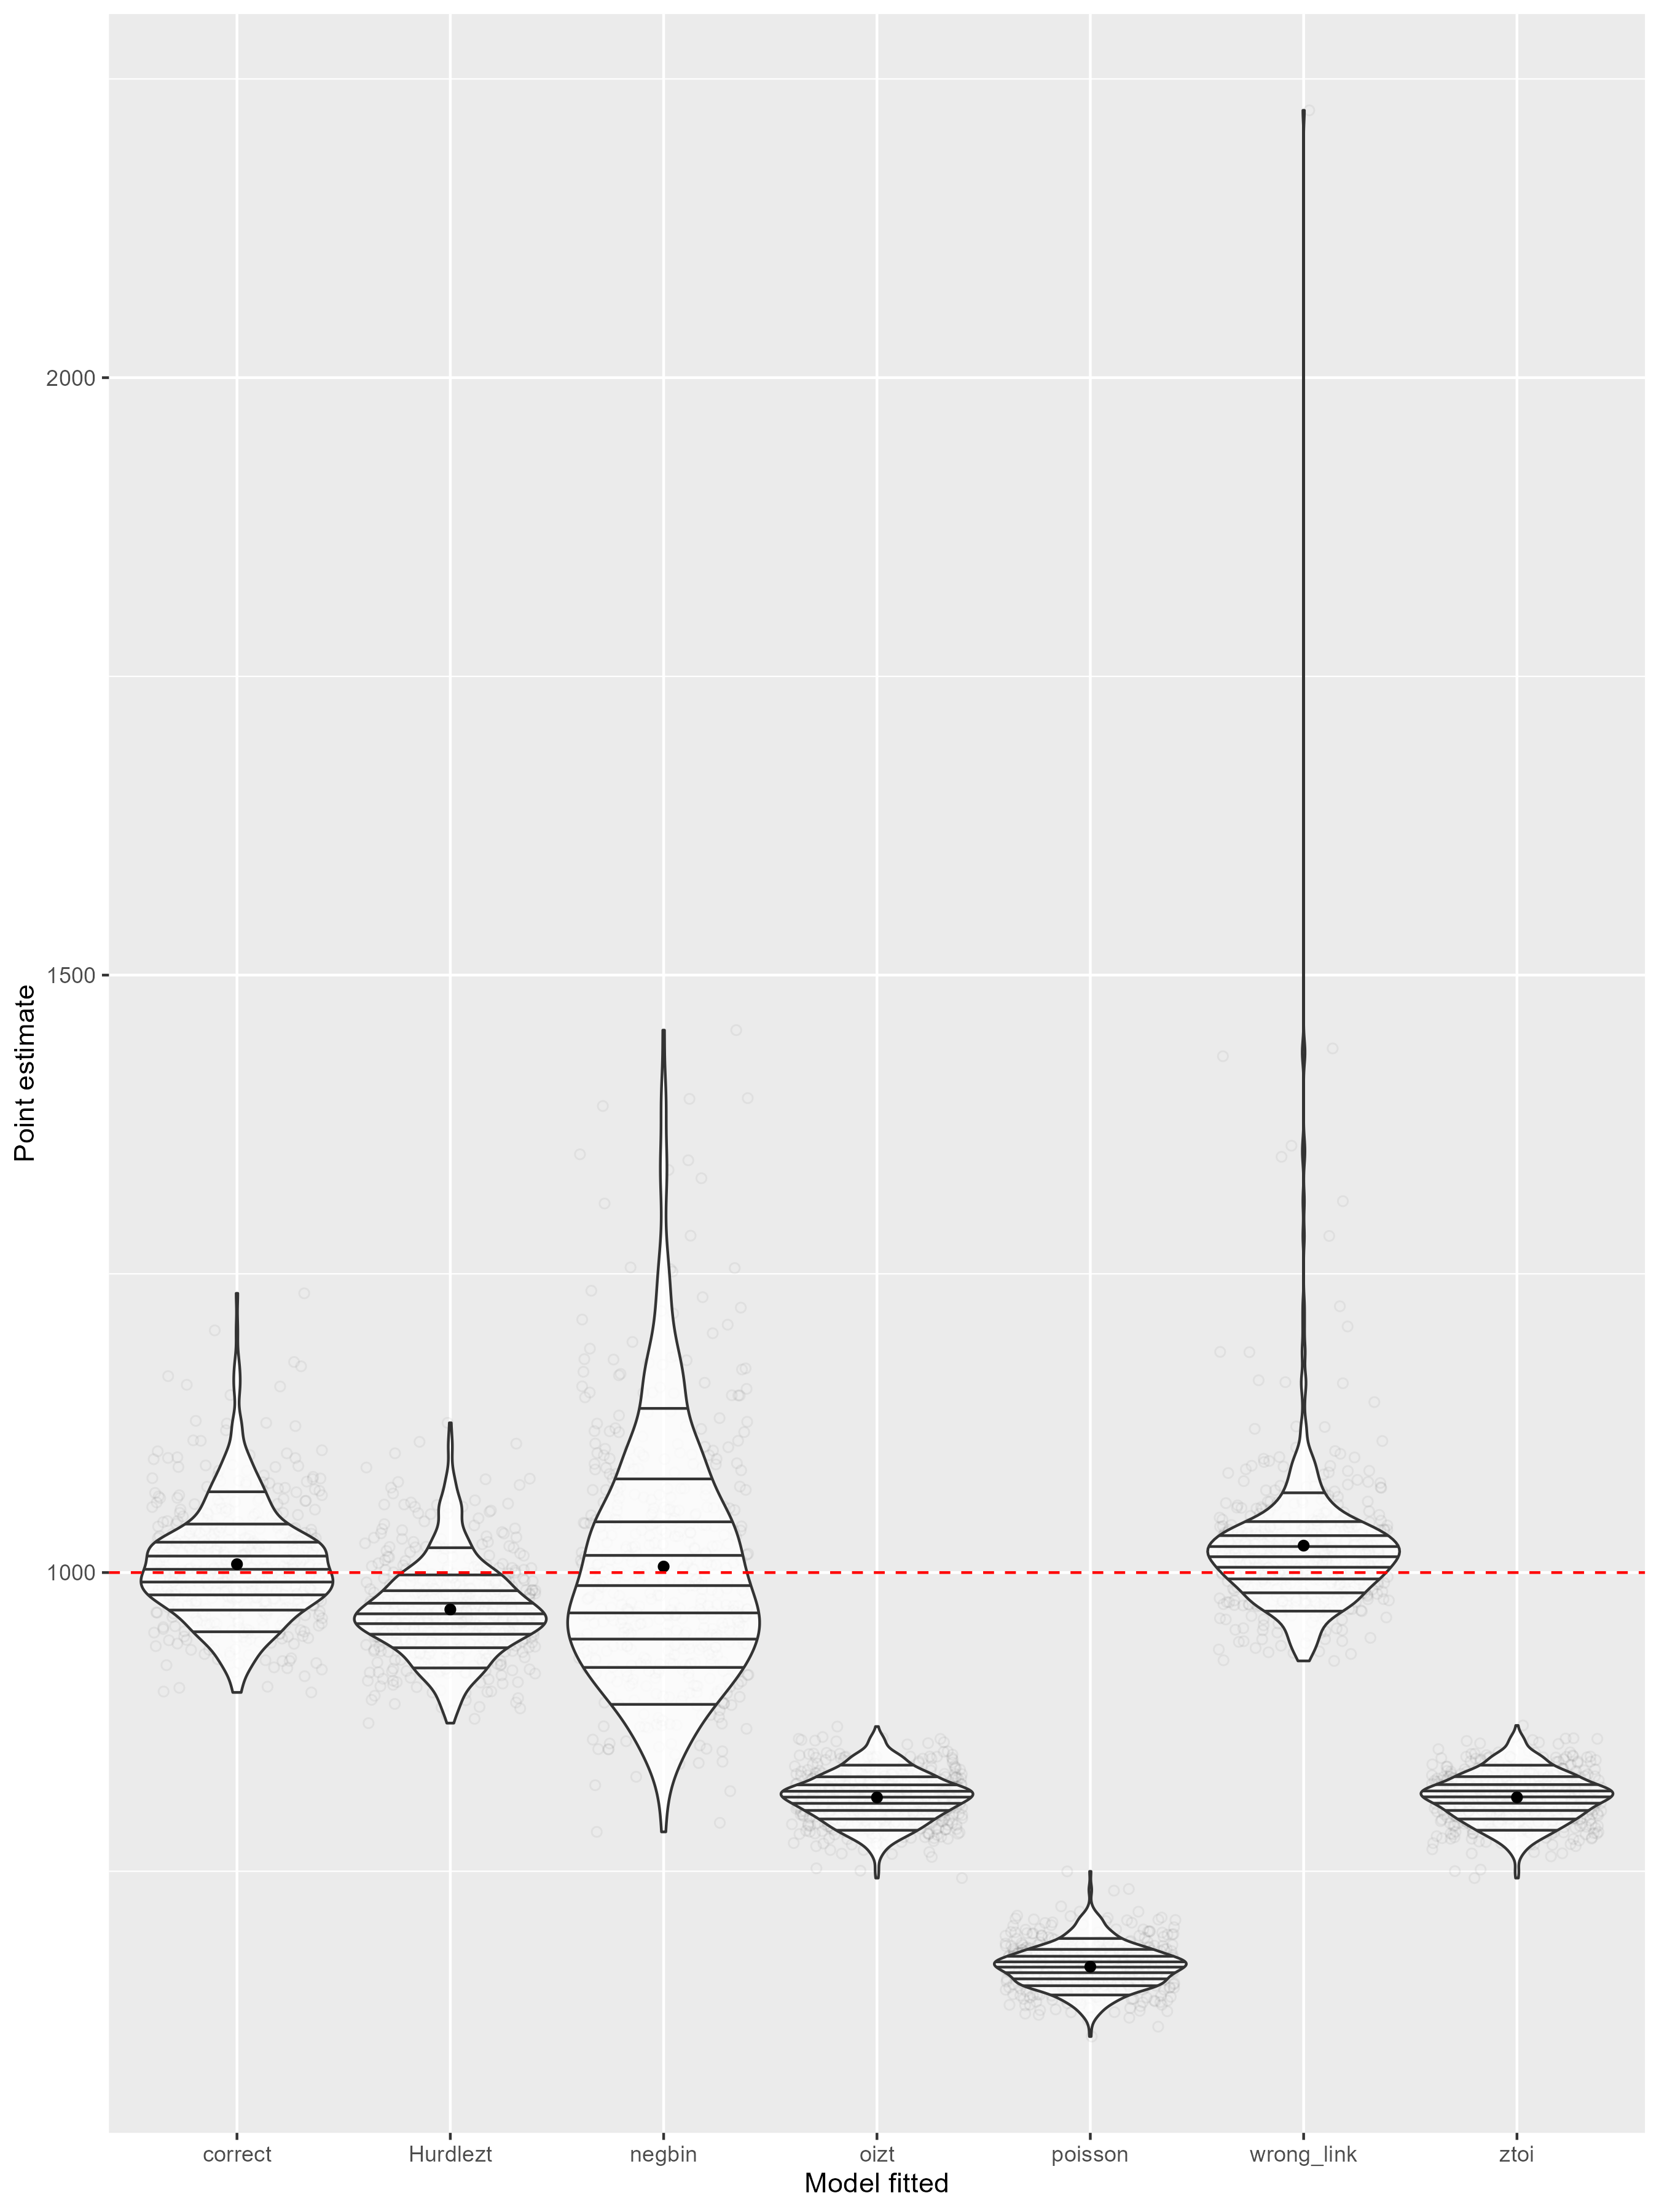 2000
1500
1000
Point estimate
correct Hurdlezt negbin oizt poisson wrong_link ztoi
Model fitted